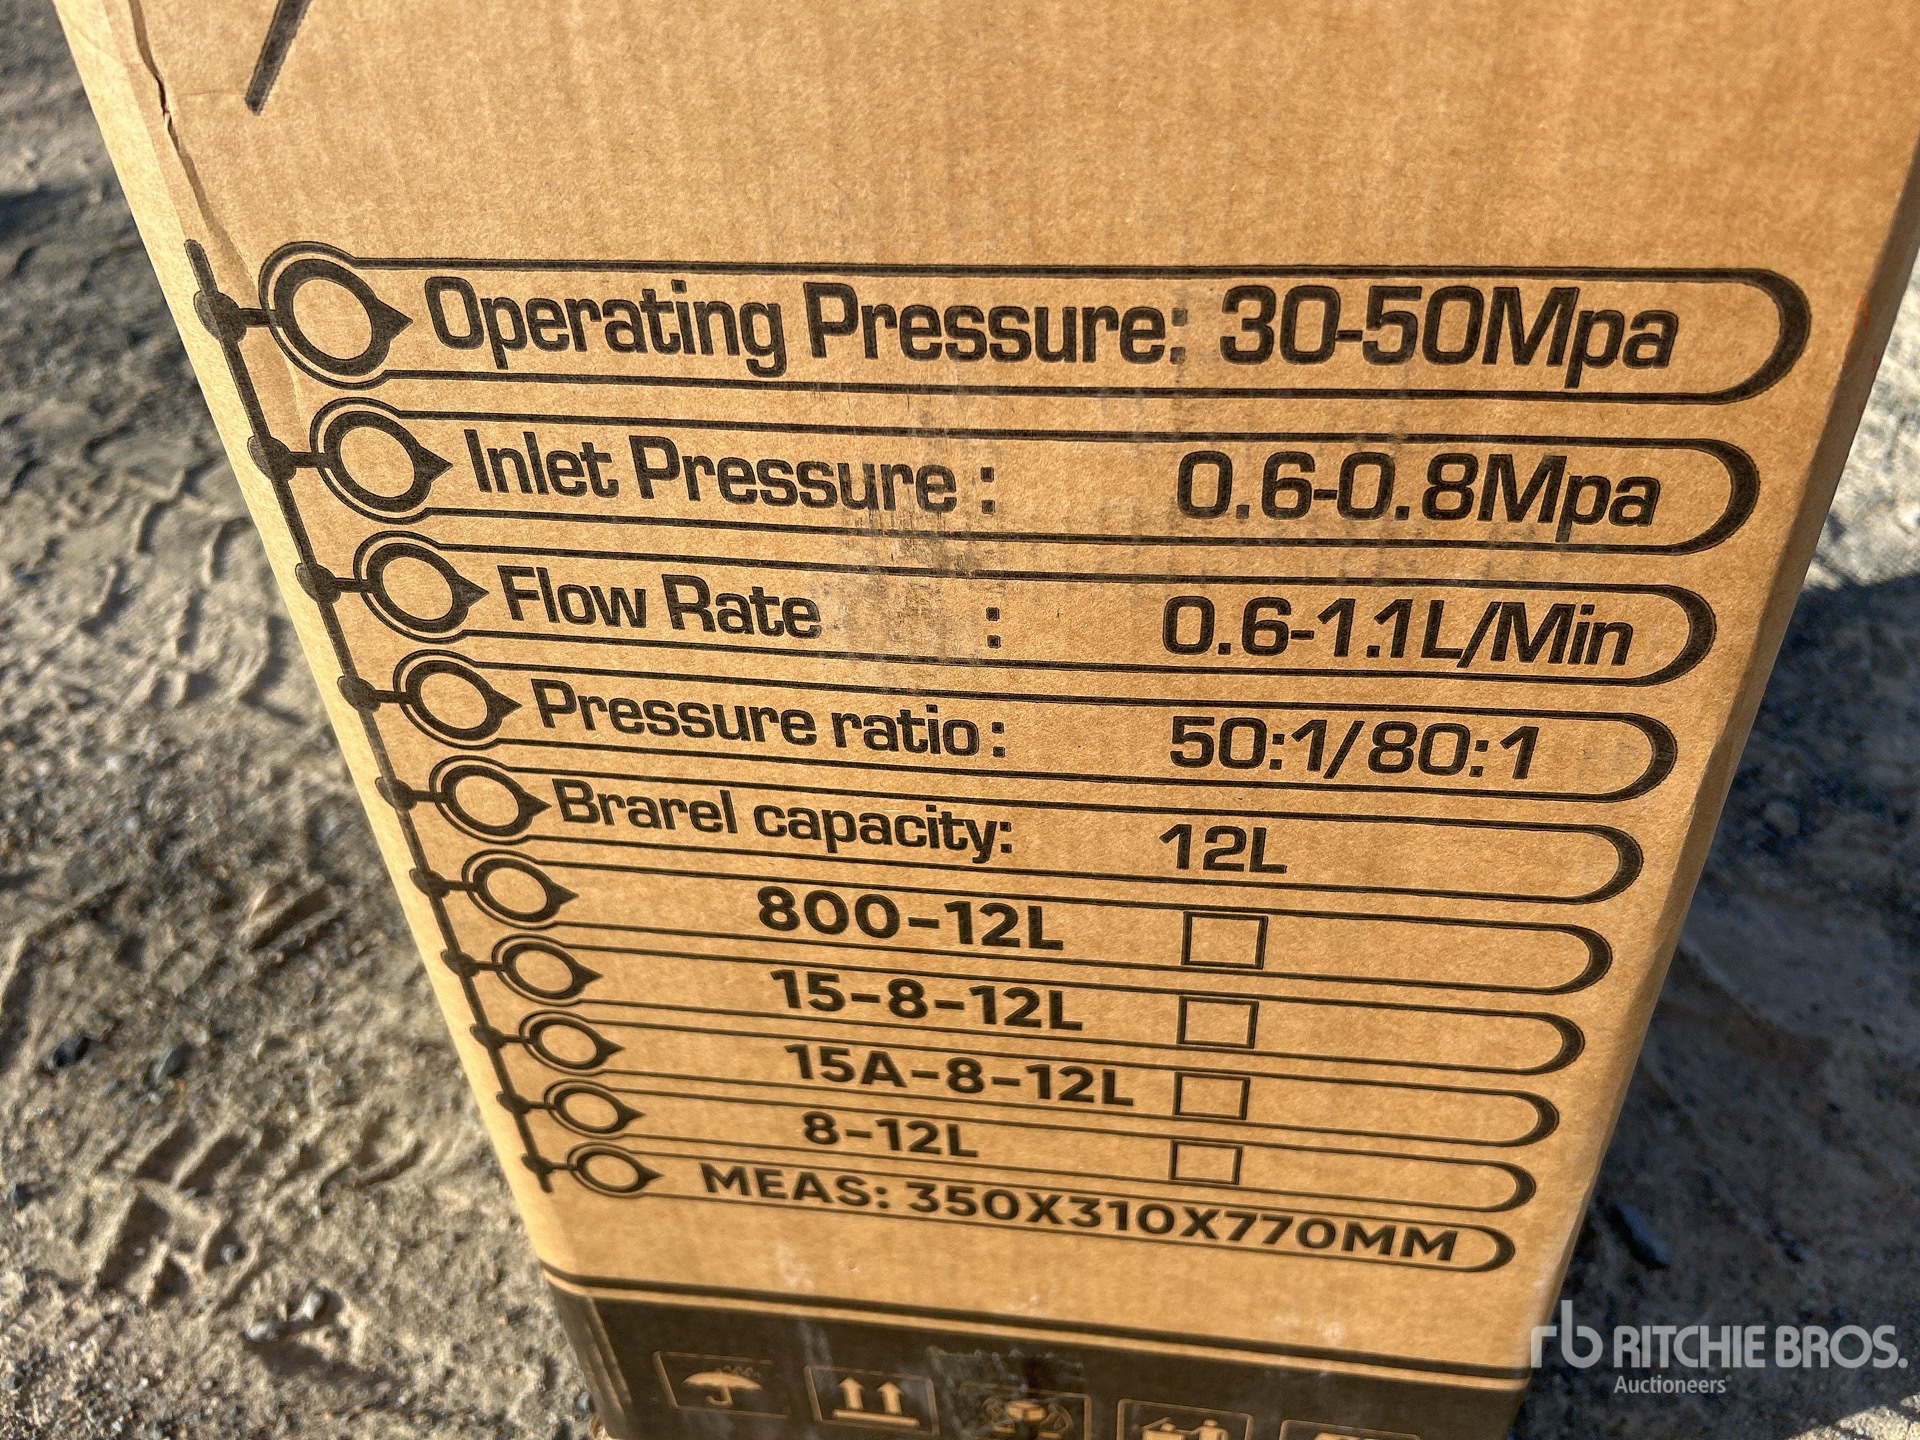 Operating Pressure: 30-50Mpa
Inlet Pressure : 0.6-0.8Mpa
Flow Rate : 0.6-1.1L/Min
Pressure ratio: 50:1/80:1
Brarel capacity: 12L
800-12L
15-8-12L
15A-8-12L
8-12L
MEAS: 350X310X770MM
rb RITCHIE BROS.
Auctioneers